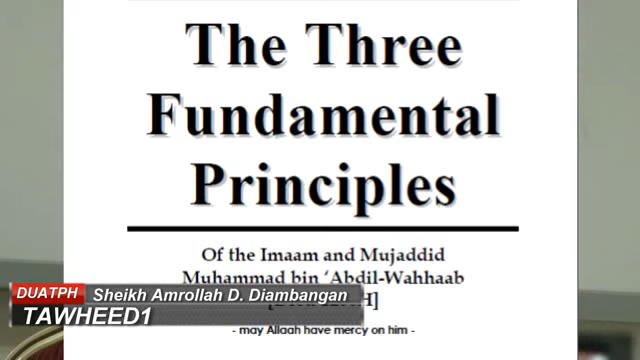 The Three
Fundamental
Principles
Of the Imaam and Mujaddid
Muhammad bin ‘Abdil-Wahhaab
H]
- may Allaah have mercy on him -
DUATPH
Sheikh Amrollah D. Diambangan
TAWHEED1